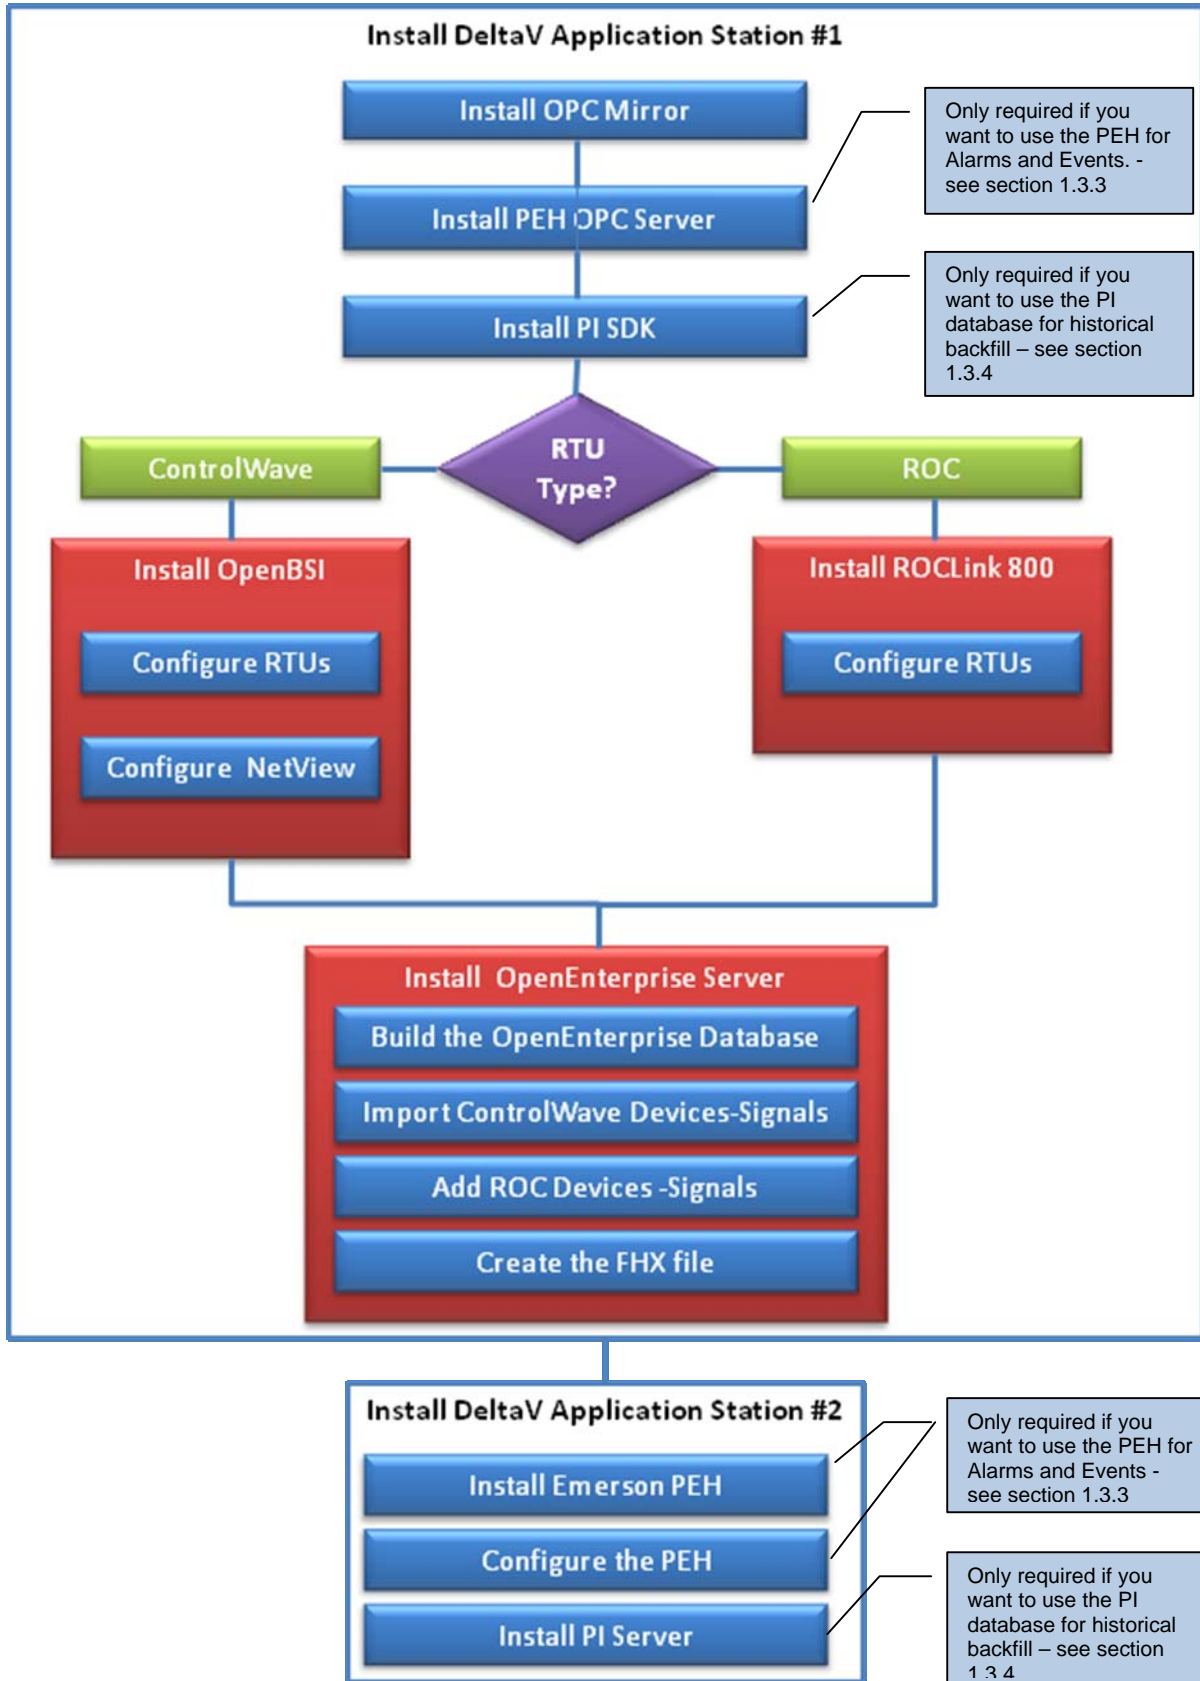 Install DeltaV Application Station #1
Install OPC Mirror
Only required if you
want to use the PEH for
Alarms and Events. -
see section 1.3.3
Install PEH OPC Server
Only required if you
want to use the PI
database for historical
backfill – see section
1.3.4
Install PI SDK
RTU
Type?
ControlWave
ROC
Install OpenBSI
Configure RTUs
Configure NetView
Install ROCLink 800
Configure RTUs
Install OpenEnterprise Server
Build the OpenEnterprise Database
Import ControlWave Devices-Signals
Add ROC Devices -Signals
Create the FHX file
Install DeltaV Application Station #2
Install Emerson PEH
Configure the PEH
Install PI Server
Only required if you
want to use the PEH for
Alarms and Events -
see section 1.3.3
Only required if you
want to use the PI
database for historical
backfill – see section
1.3.4